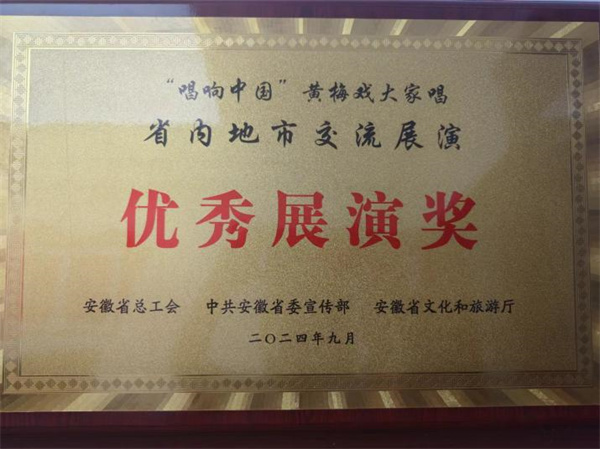 “唱响中国”黄梅戏大家唱
省内地市交流展演
优秀展演奖
安徽省总工会 中共安徽省委宣传部 安徽省文化和旅游厅
二〇二四年九月